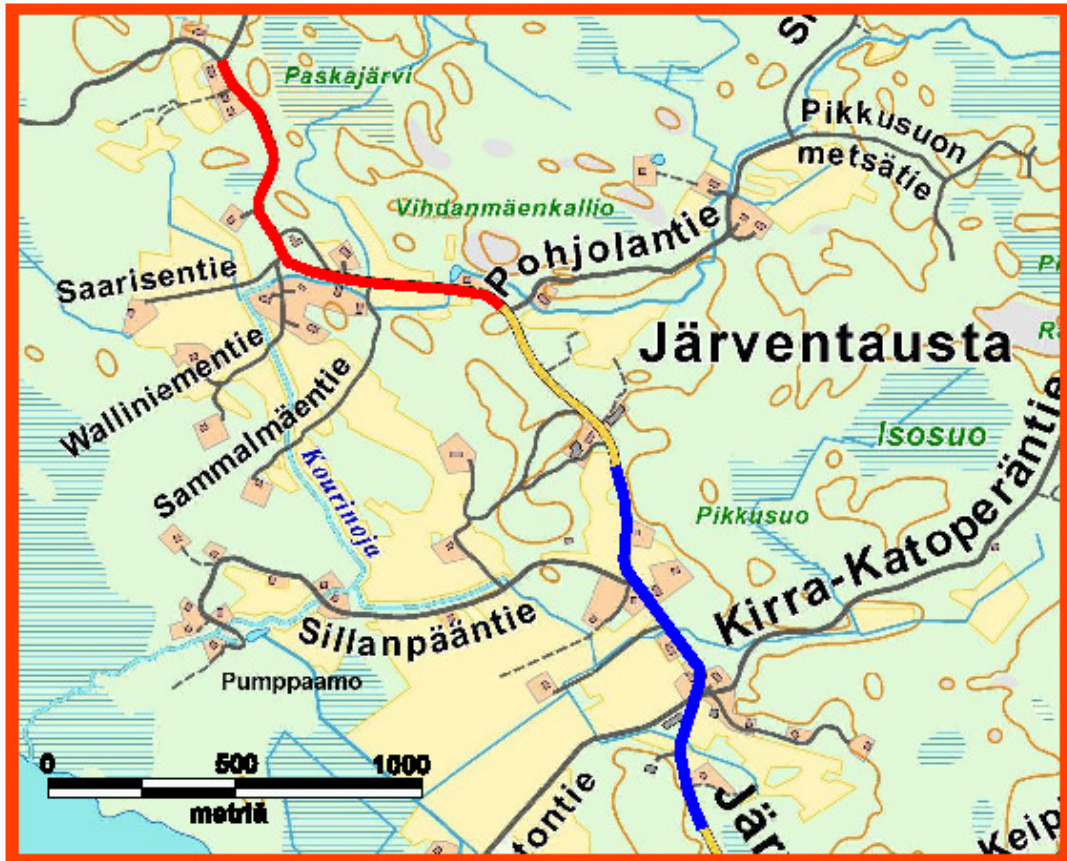 Paskajärvi
Pikkusuon
metsätie
Vihdanmäenkallio
Pohjolantie
Saarisentie
Järventausta
Walliniementie
Sammalmäentie
Kourinoja
Isosuo
Pikkusuo
Kirra-Katoperäntie
Sillanpääntie
Pumppaamo
0 500 1000
metriä